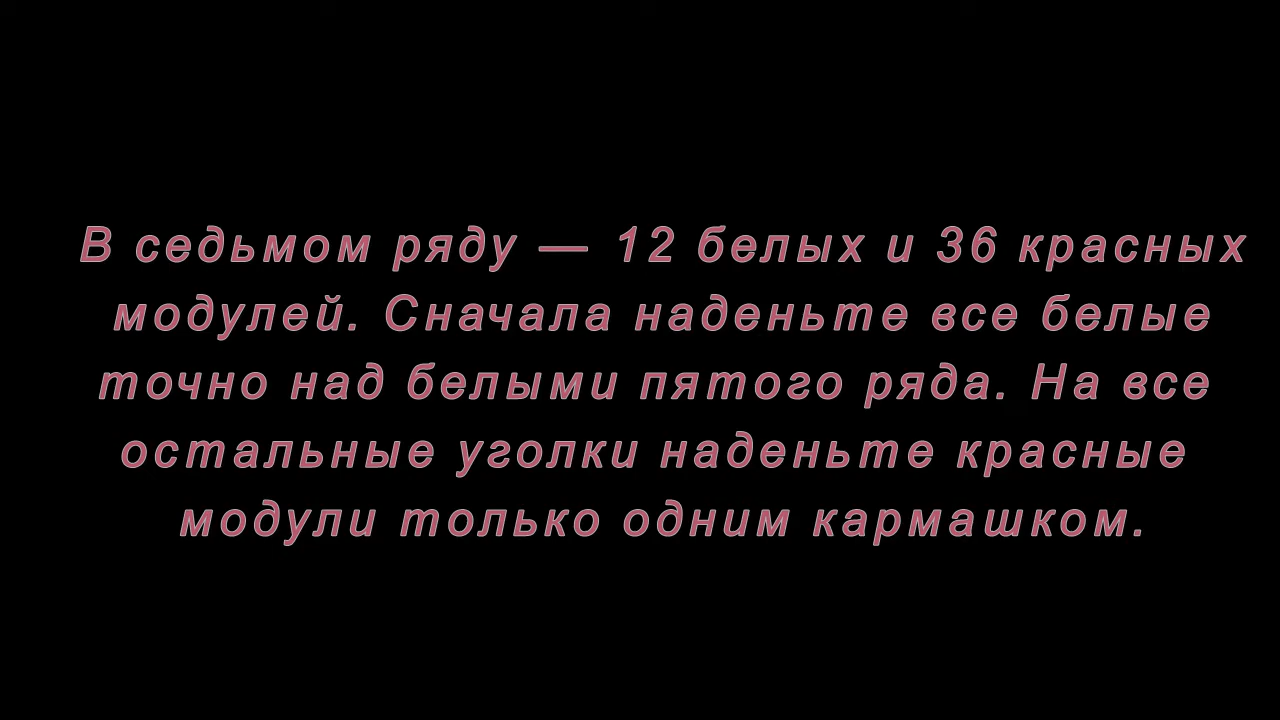 В седьмом ряду — 12 белых и 36 красных
модулей. Сначала наденьте все белые
точно над белыми пятого ряда. На все
остальные уголки наденьте красные
модули только одним кармашком.